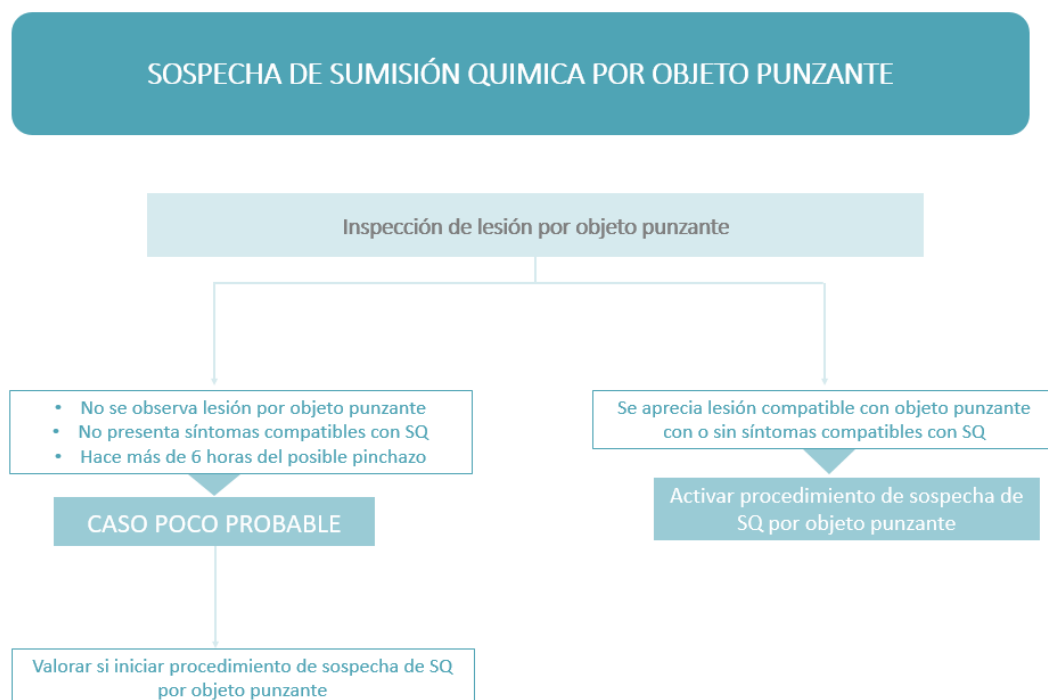 SOSPECHA DE SUMISIÓN QUIMICA POR OBJETO PUNZANTE
Inspección de lesión por objeto punzante
• No se observa lesión por objeto punzante
• No presenta síntomas compatibles con SQ
• Hace más de 6 horas del posible pinchazo
CASO POCO PROBABLE
Valorar si iniciar procedimiento de sospecha de SQ
por objeto punzante
Se aprecia lesión compatible con objeto punzante
con o sin síntomas compatibles con SQ
Activar procedimiento de sospecha de
SQ por objeto punzante